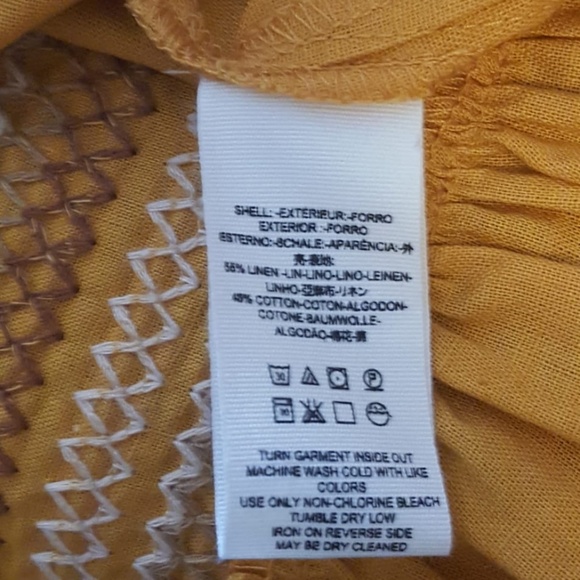 SHELL: -EXTERIEUR:-FORRO
EXTERIOR :-FORRO
ESTERNO:-SCHALE:-APARÊNCIA:-外
壳-表地:
55% LINEN -LIN-LINO-LINO-LEINEN-
LINHO-亞麻布-リネン
45% COTTON-COTON-ALGODON-
COTONE-BAUMWOLLE-
ALGODÃO-棉花-綿
30 P
30
TURN GARMENT INSIDE OUT
MACHINE WASH COLD WITH LIKE
COLORS
USE ONLY NON-CHLORINE BLEACH
TUMBLE DRY LOW
IRON ON REVERSE SIDE
MAY BE DRY CLEANED